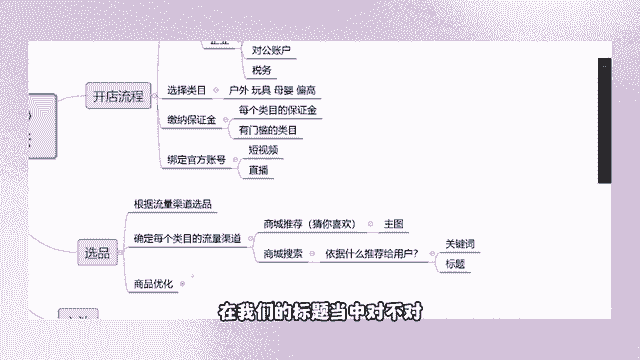 对公账户
税务
开店流程
选择类目
户外 玩具 母婴 偏高
缴纳保证金
每个类目的保证金
有门槛的类目
绑定官方账号
短视频
直播
选品
根据流量渠道选品
确定每个类目的流量渠道
商城推荐（猜你喜欢）
主图
商城搜索
依据什么推荐给用户？
关键词
标题
商品优化
在我们的标题当中对不对